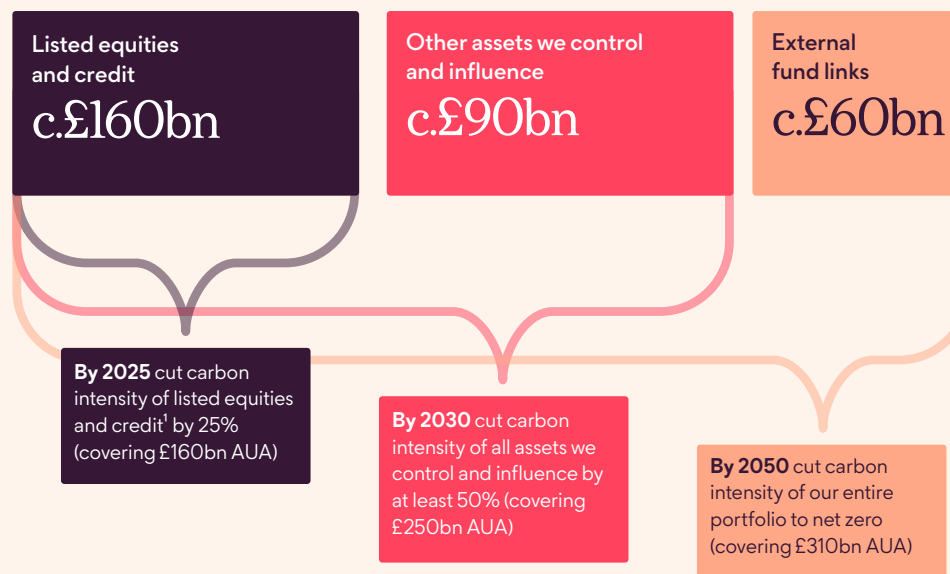 Listed equities
and credit
c.£160bn
Other assets we control
and influence
c.£90bn
External
fund links
c.£60bn
By 2025 cut carbon
intensity of listed equities
and credit¹ by 25%
(covering £160bn AUA)
By 2030 cut carbon
intensity of all assets we
control and influence by
at least 50% (covering
£250bn AUA)
By 2050 cut carbon
intensity of our entire
portfolio to net zero
(covering £310bn AUA)